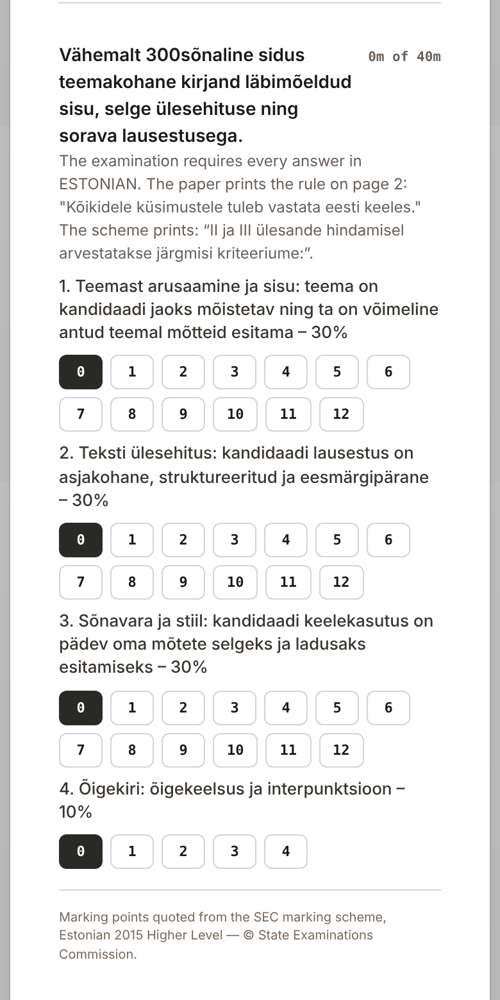 Vähemalt 300sõnaline sidus
0m of 40m
teemakohane kirjand läbimõeldud
sisu, selge ülesehituse ning
sorava lausestusega.
The examination requires every answer in
ESTONIAN. The paper prints the rule on page 2:
"Kõikidele küsimustele tuleb vastata eesti keeles."
The scheme prints: “II ja III ülesande hindamisel
arvestatakse järgmisi kriteeriume:”.
1. Teemast arusaamine ja sisu: teema on
kandidaadi jaoks mõistetav ning ta on võimeline
antud teemal mõtteid esitama – 30%
0 1 2 3 4 5 6
7 8 9 10 11 12
2. Teksti ülesehitus: kandidaadi lausestus on
asjakohane, struktureeritud ja eesmärgipärane
– 30%
0 1 2 3 4 5 6
7 8 9 10 11 12
3. Sõnavara ja stiil: kandidaadi keelekasutus on
pädev oma mõtete selgeks ja ladusaks
esitamiseks – 30%
0 1 2 3 4 5 6
7 8 9 10 11 12
4. Õigekiri: õigekeelsus ja interpunktsioon –
10%
0 1 2 3 4
Marking points quoted from the SEC marking scheme,
Estonian 2015 Higher Level — © State Examinations
Commission.